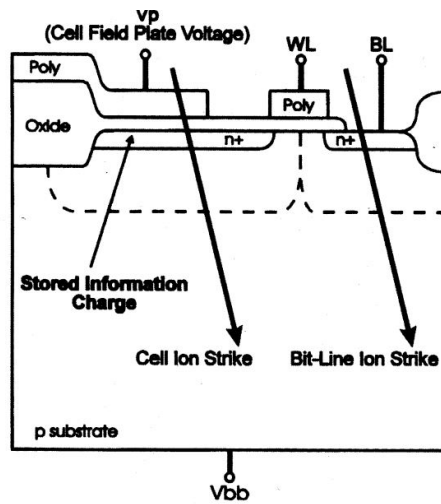 vp
(Cell Field Plate Voltage)
WL
BL
Poly
Poly
Oxide
n+
n+
Stored Information
Charge
Cell Ion Strike
Bit-Line Ion Strike
p substrate
Vbb